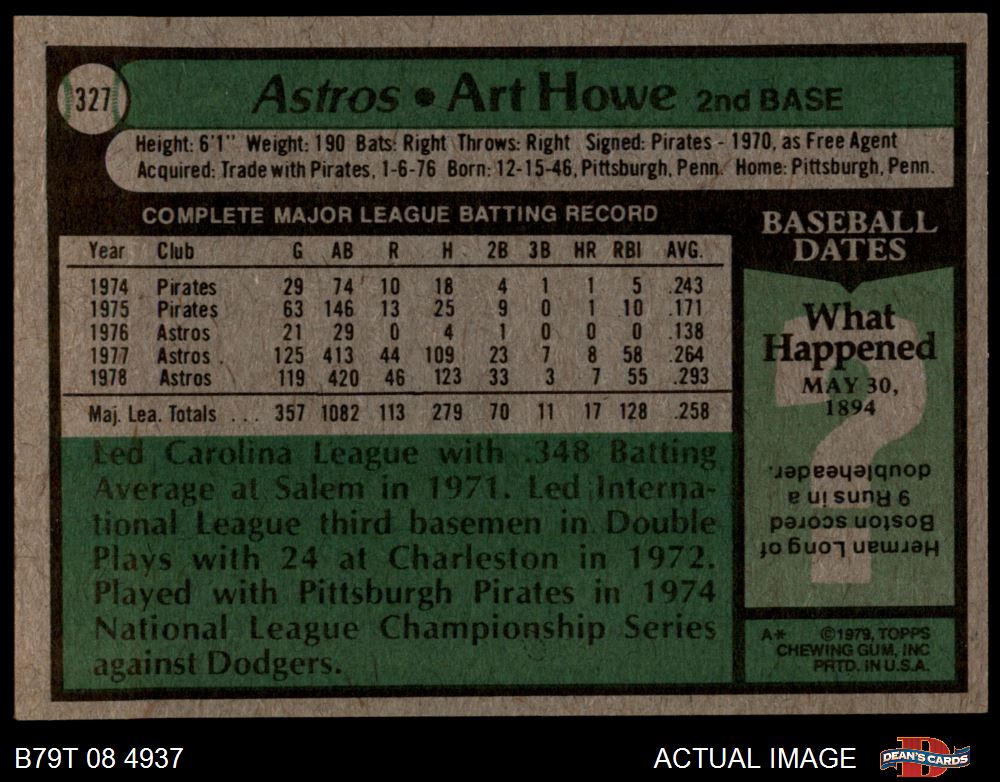 327
Astros • Art Howe 2nd BASE
Height: 6'1" Weight: 190 Bats: Right Throws: Right Signed: Pirates - 1970, as Free Agent
Acquired: Trade with Pirates, 1-6-76 Born: 12-15-46, Pittsburgh, Penn. Home: Pittsburgh, Penn.
COMPLETE MAJOR LEAGUE BATTING RECORD
Year Club G AB R H 2B 3B HR RBI AVG.
1974 Pirates 29 74 10 18 4 1 1 5 .243
1975 Pirates 63 146 13 25 9 0 1 10 .171
1976 Astros 21 29 0 4 1 0 0 0 .138
1977 Astros . 125 413 44 109 23 7 8 58 .264
1978 Astros 119 420 46 123 33 3 7 55 .293
Maj. Lea. Totals . . . 357 1082 113 279 70 11 17 128 .258
Led Carolina League with .348 Batting
Average at Salem in 1971. Led Interna-
tional League third basemen in Double
Plays with 24 at Charleston in 1972.
Played with Pittsburgh Pirates in 1974
National League Championship Series
against Dodgers.
BASEBALL
DATES
What
Happened
MAY 30,
1894
?
Herman Long of
Boston scored
9 Runs in a
doubleheader.
A* ©1979, TOPPS
CHEWING GUM, INC
PRTD. IN U.S.A.
B79T 08 4937
ACTUAL IMAGE
D
DEAN'S CARDS